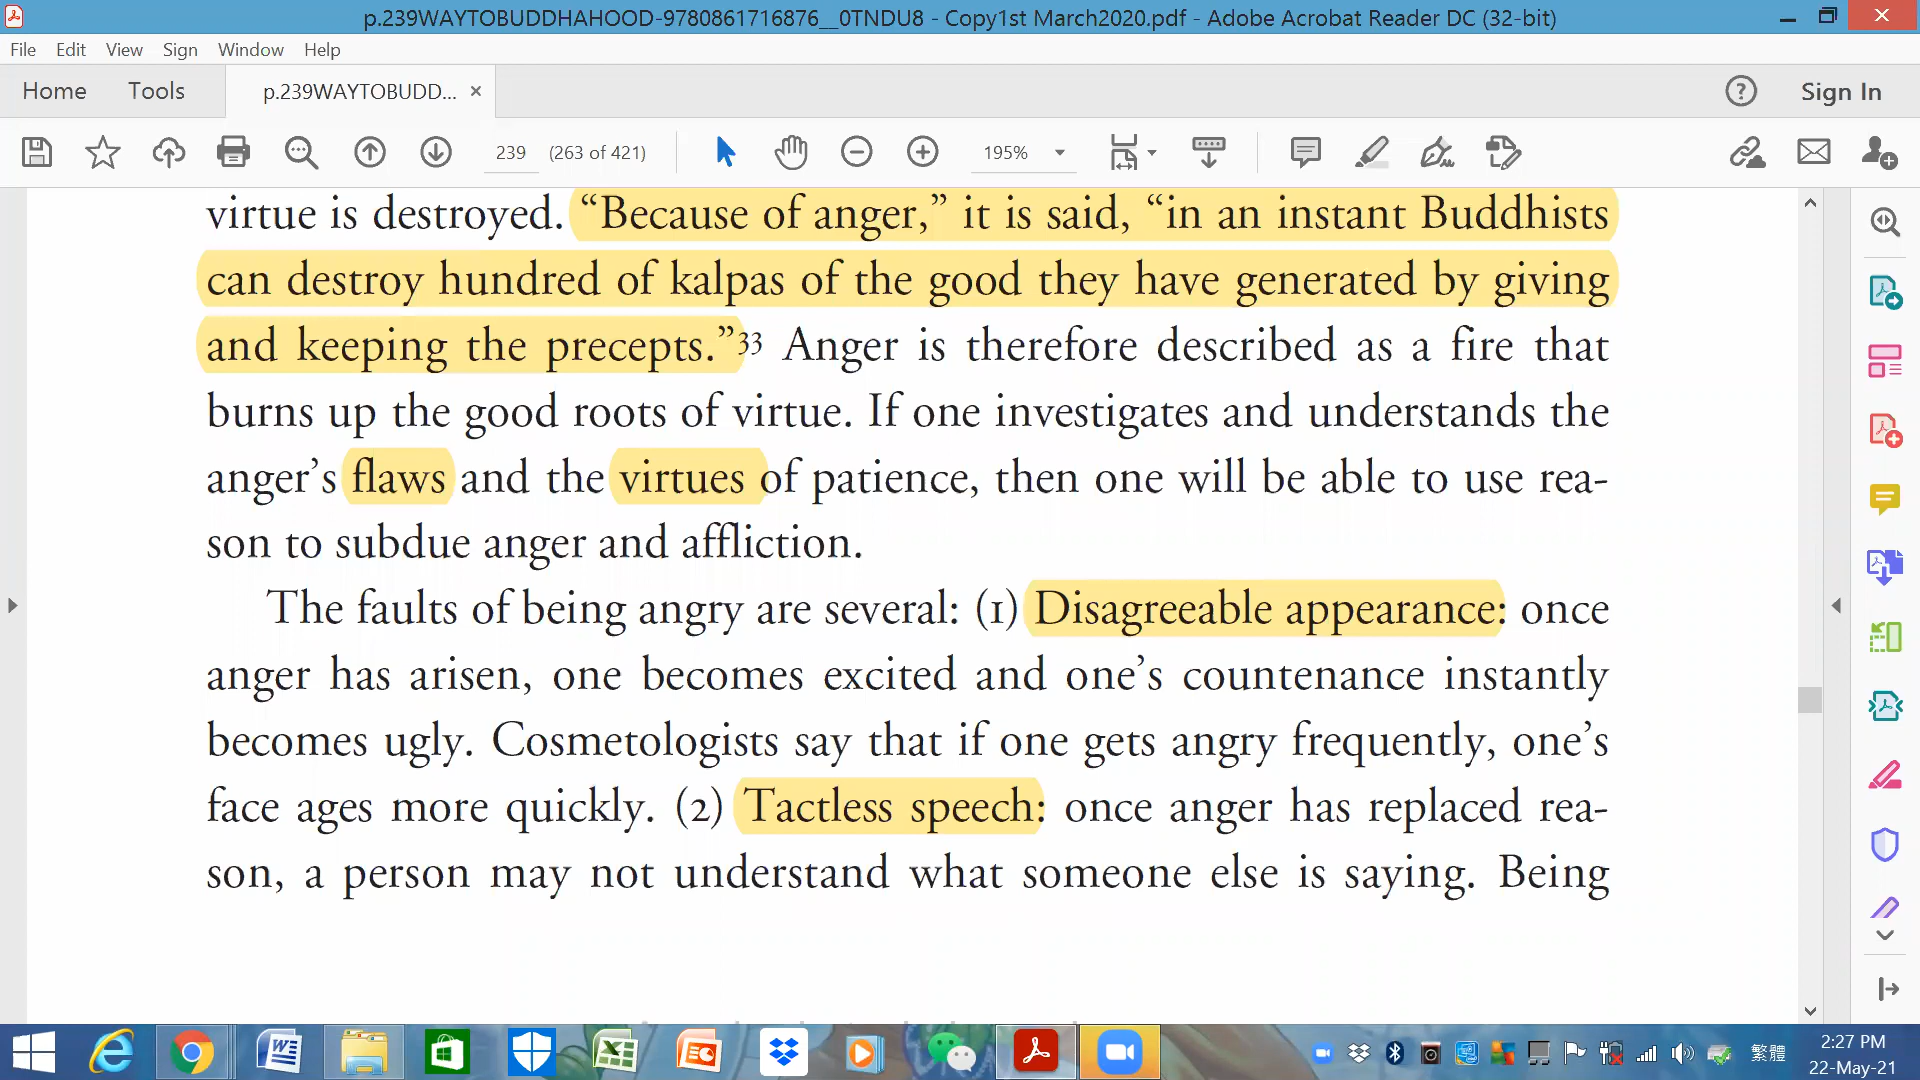 p.239WAYTOBUDDHAHOOD-9780861716876__0TNDU8 - Copy1st March2020.pdf - Adobe Acrobat Reader DC (32-bit)
File Edit View Sign Window Help
Home Tools p.239WAYTOBUDD... × Sign In
239 (263 of 421) 195%
virtue is destroyed. “Because of anger,” it is said, “in an instant Buddhists
can destroy hundred of kalpas of the good they have generated by giving
and keeping the precepts.”33 Anger is therefore described as a fire that
burns up the good roots of virtue. If one investigates and understands the
anger’s flaws and the virtues of patience, then one will be able to use rea-
son to subdue anger and affliction.
The faults of being angry are several: (1) Disagreeable appearance: once
anger has arisen, one becomes excited and one’s countenance instantly
becomes ugly. Cosmetologists say that if one gets angry frequently, one’s
face ages more quickly. (2) Tactless speech: once anger has replaced rea-
son, a person may not understand what someone else is saying. Being
繁體
2:27 PM
22-May-21